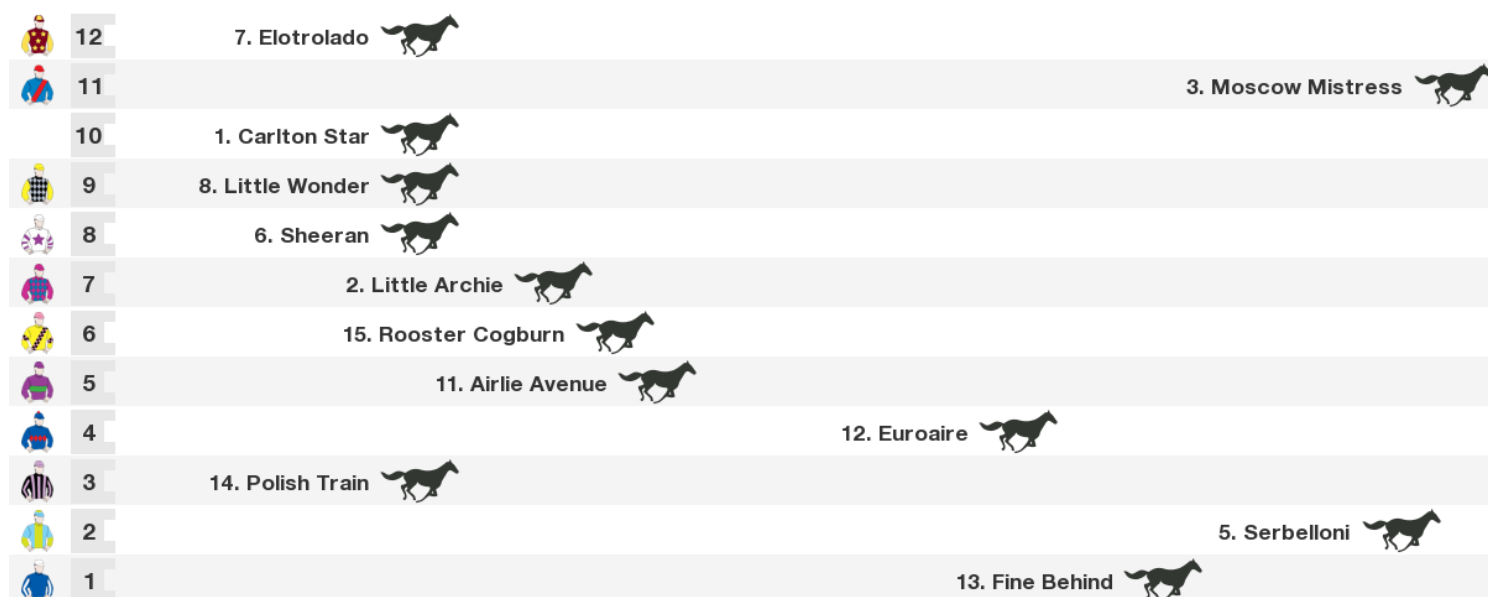 12 7. Elotrolado
11 3. Moscow Mistress
10 1. Carlton Star
9 8. Little Wonder
8 6. Sheeran
7 2. Little Archie
6 15. Rooster Cogburn
5 11. Airlie Avenue
4 12. Euroaire
3 14. Polish Train
2 5. Serbelloni
1 13. Fine Behind